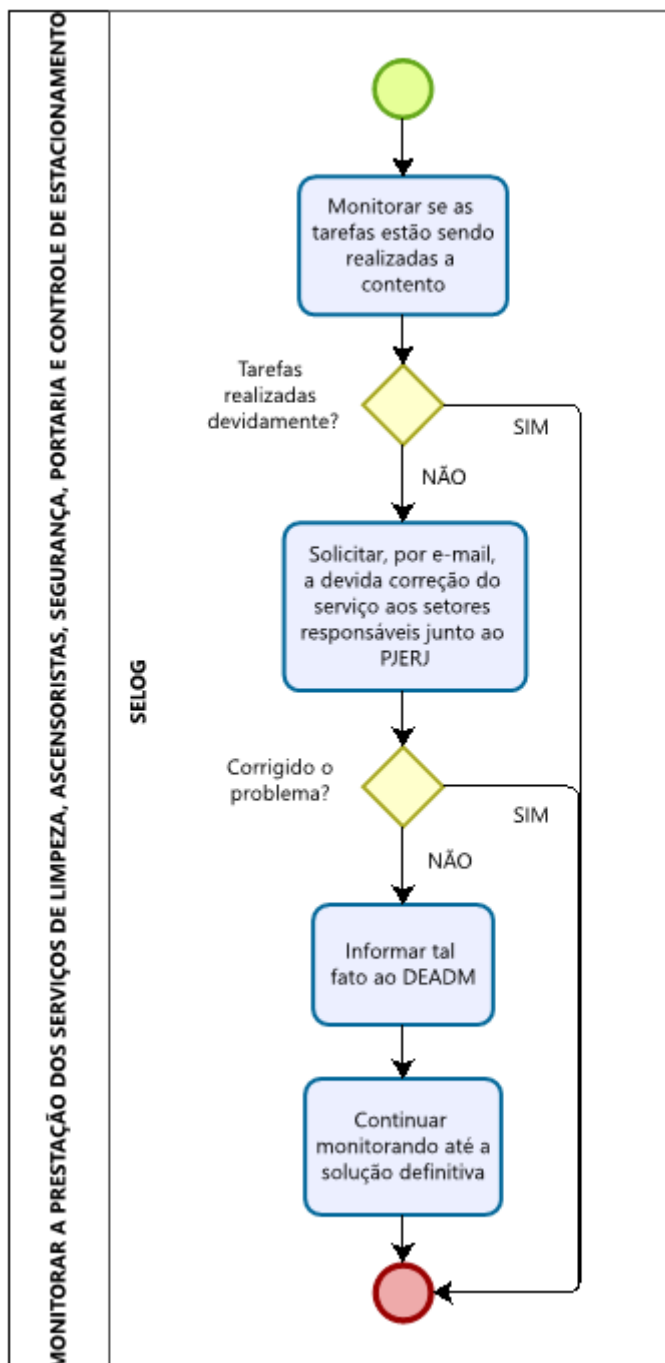 MONITORAR A PRESTAÇÃO DOS SERVIÇOS DE LIMPEZA, ASCENSORISTAS, SEGURANÇA, PORTARIA E CONTROLE DE ESTACIONAMENTO
SELOG
Monitorar se as
tarefas estão sendo
realizadas a
contento
Tarefas
realizadas
devidamente?
SIM
NÃO
Solicitar, por e-mail,
a devida correção do
serviço aos setores
responsáveis junto ao
PJERJ
Corrigido o
problema?
SIM
NÃO
Informar tal
fato ao DEADM
Continuar
monitorando até a
solução definitiva